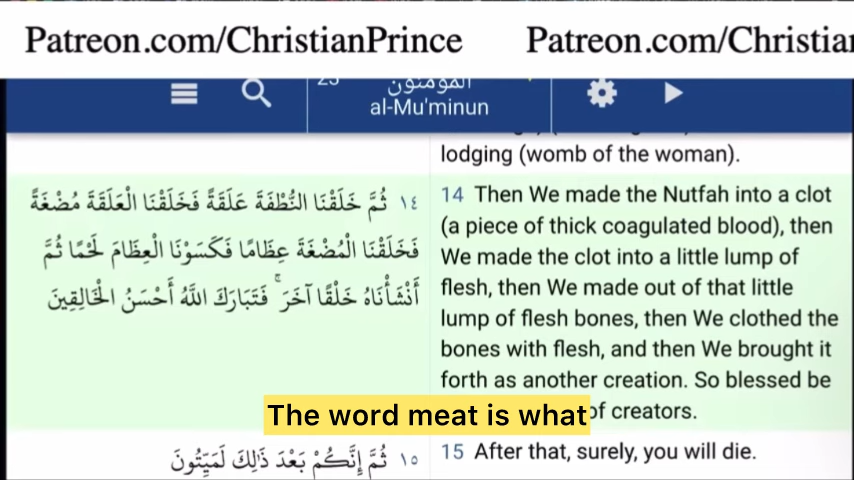 Patreon.com/ChristianPrince Patreon.com/Christian
المؤمنون
al-Mu'minun
lodging (womb of the woman).
١٤ ثُمَّ خَلَقْنَا النُّطْفَةَ عَلَقَةً فَخَلَقْنَا الْعَلَقَةَ مُضْغَةً
فَخَلَقْنَا الْمُضْغَةَ عِظَامًا فَكَسَوْنَا الْعِظَامَ لَحْمًا ثُمَّ
أَنْشَأْنَاهُ خَلْقًا آخَرَ ۚ فَتَبَارَكَ اللَّهُ أَحْسَنُ الْخَالِقِينَ
14 Then We made the Nutfah into a clot
(a piece of thick coagulated blood), then
We made the clot into a little lump of
flesh, then We made out of that little
lump of flesh bones, then We clothed the
bones with flesh, and then We brought it
forth as another creation. So blessed be
of creators.
The word meat is what
١٥ ثُمَّ إِنَّكُمْ بَعْدَ ذَٰلِكَ لَمَيِّتُونَ
15 After that, surely, you will die.